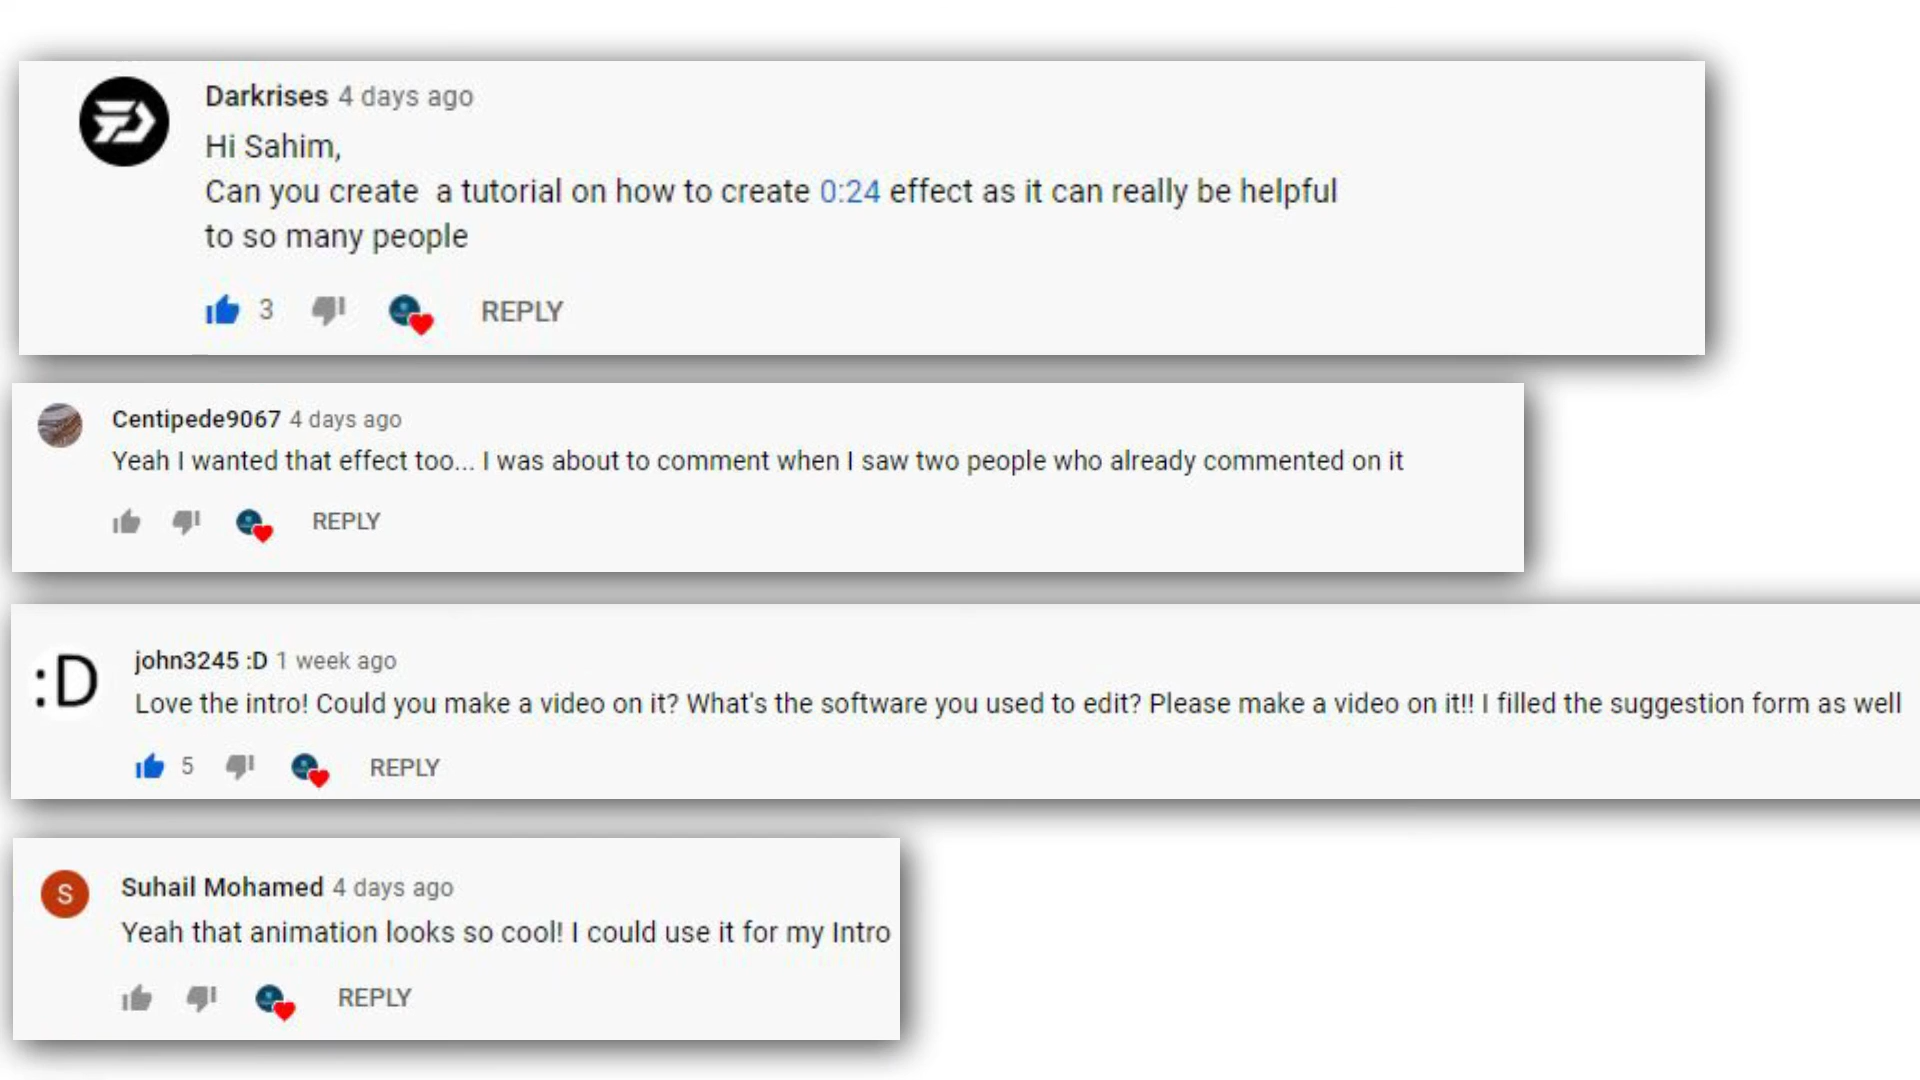 Darkrises 4 days ago
Hi Sahim,
Can you create  a tutorial on how to create 0:24 effect as it can really be helpful
to so many people
3 REPLY
Centipede9067 4 days ago
Yeah I wanted that effect too... I was about to comment when I saw two people who already commented on it
REPLY
:D
john3245 :D 1 week ago
Love the intro! Could you make a video on it? What's the software you used to edit? Please make a video on it!! I filled the suggestion form as well
5 REPLY
S
Suhail Mohamed 4 days ago
Yeah that animation looks so cool! I could use it for my Intro
REPLY